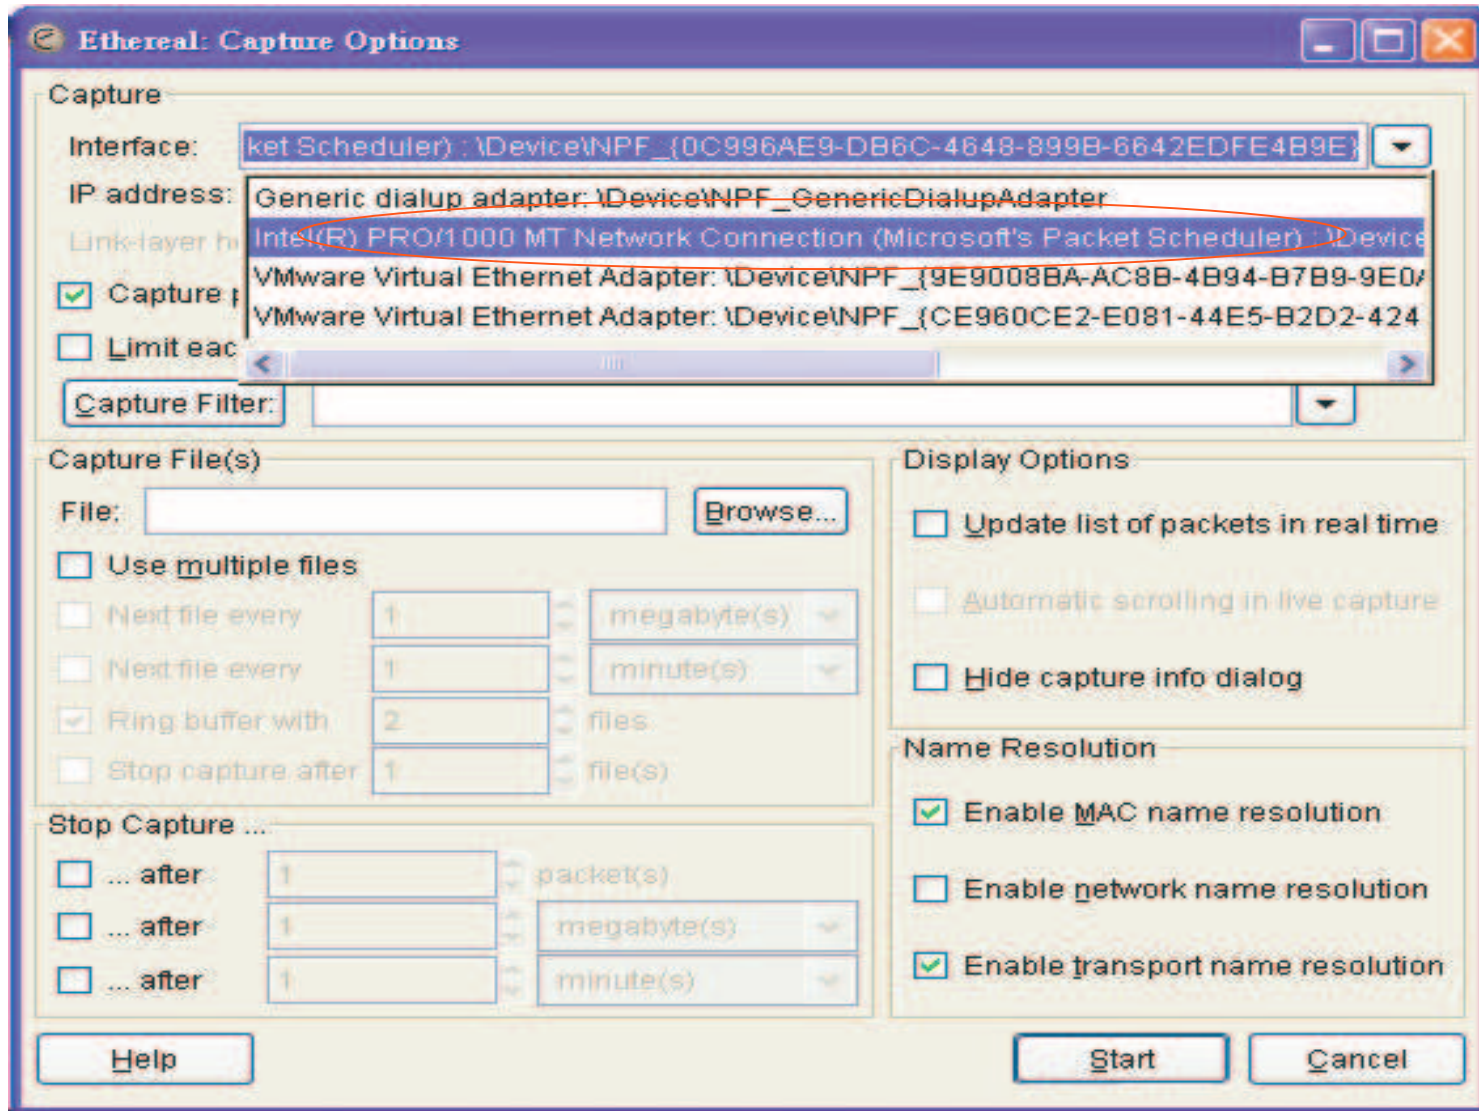 Ethereal: Capture Options
Capture
Interface: ket Scheduler) : \Device\NPF_{0C996AE9-DB6C-4648-899B-6642EDFE4B9E}
IP address:
Generic dialup adapter: \Device\NPF_GenericDialupAdapter
Link-layer he
Intel(R) PRO/1000 MT Network Connection (Microsoft's Packet Scheduler) : \Device
VMware Virtual Ethernet Adapter: \Device\NPF_{9E9008BA-AC8B-4B94-B7B9-9E0A
Capture p
VMware Virtual Ethernet Adapter: \Device\NPF_{CE960CE2-E081-44E5-B2D2-424
Limit eac
Capture Filter:
Capture File(s)
File:
Browse...
Use multiple files
Next file every 1 megabyte(s)
Next file every 1 minute(s)
Ring buffer with 2 files
Stop capture after 1 file(s)
Stop Capture ...
... after 1 packet(s)
... after 1 megabyte(s)
... after 1 minute(s)
Display Options
Update list of packets in real time
Automatic scrolling in live capture
Hide capture info dialog
Name Resolution
Enable MAC name resolution
Enable network name resolution
Enable transport name resolution
Help
Start
Cancel